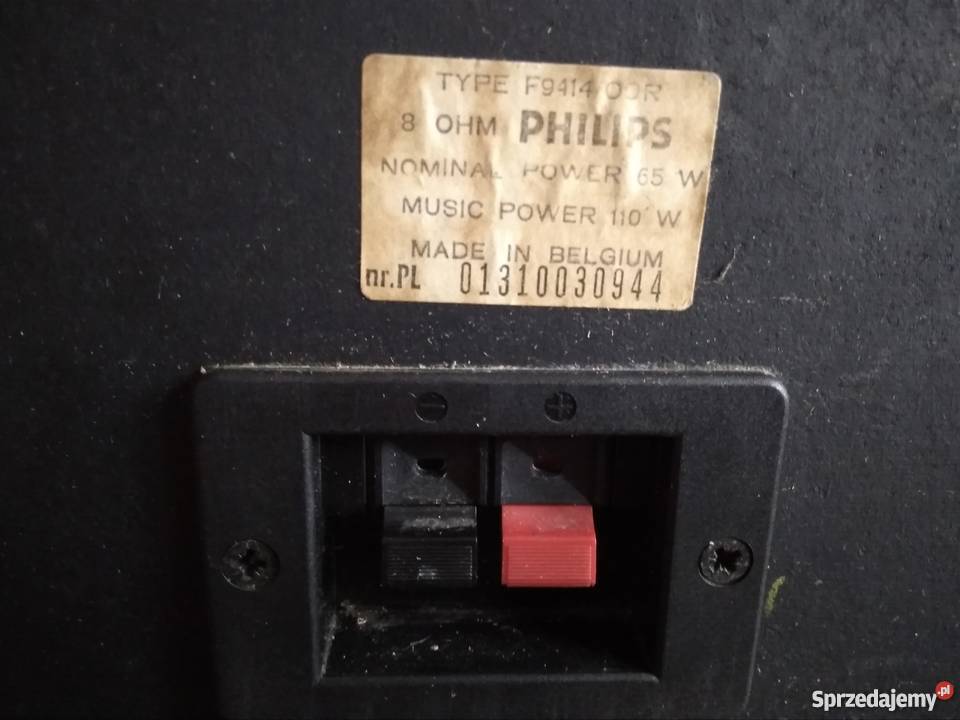 TYPE F9414/00R
8 OHM PHILIPS
NOMINAL POWER 65 W
MUSIC POWER 110 W
MADE IN BELGIUM
nr.PL 01310030944
- +
Sprzedajemy.pl